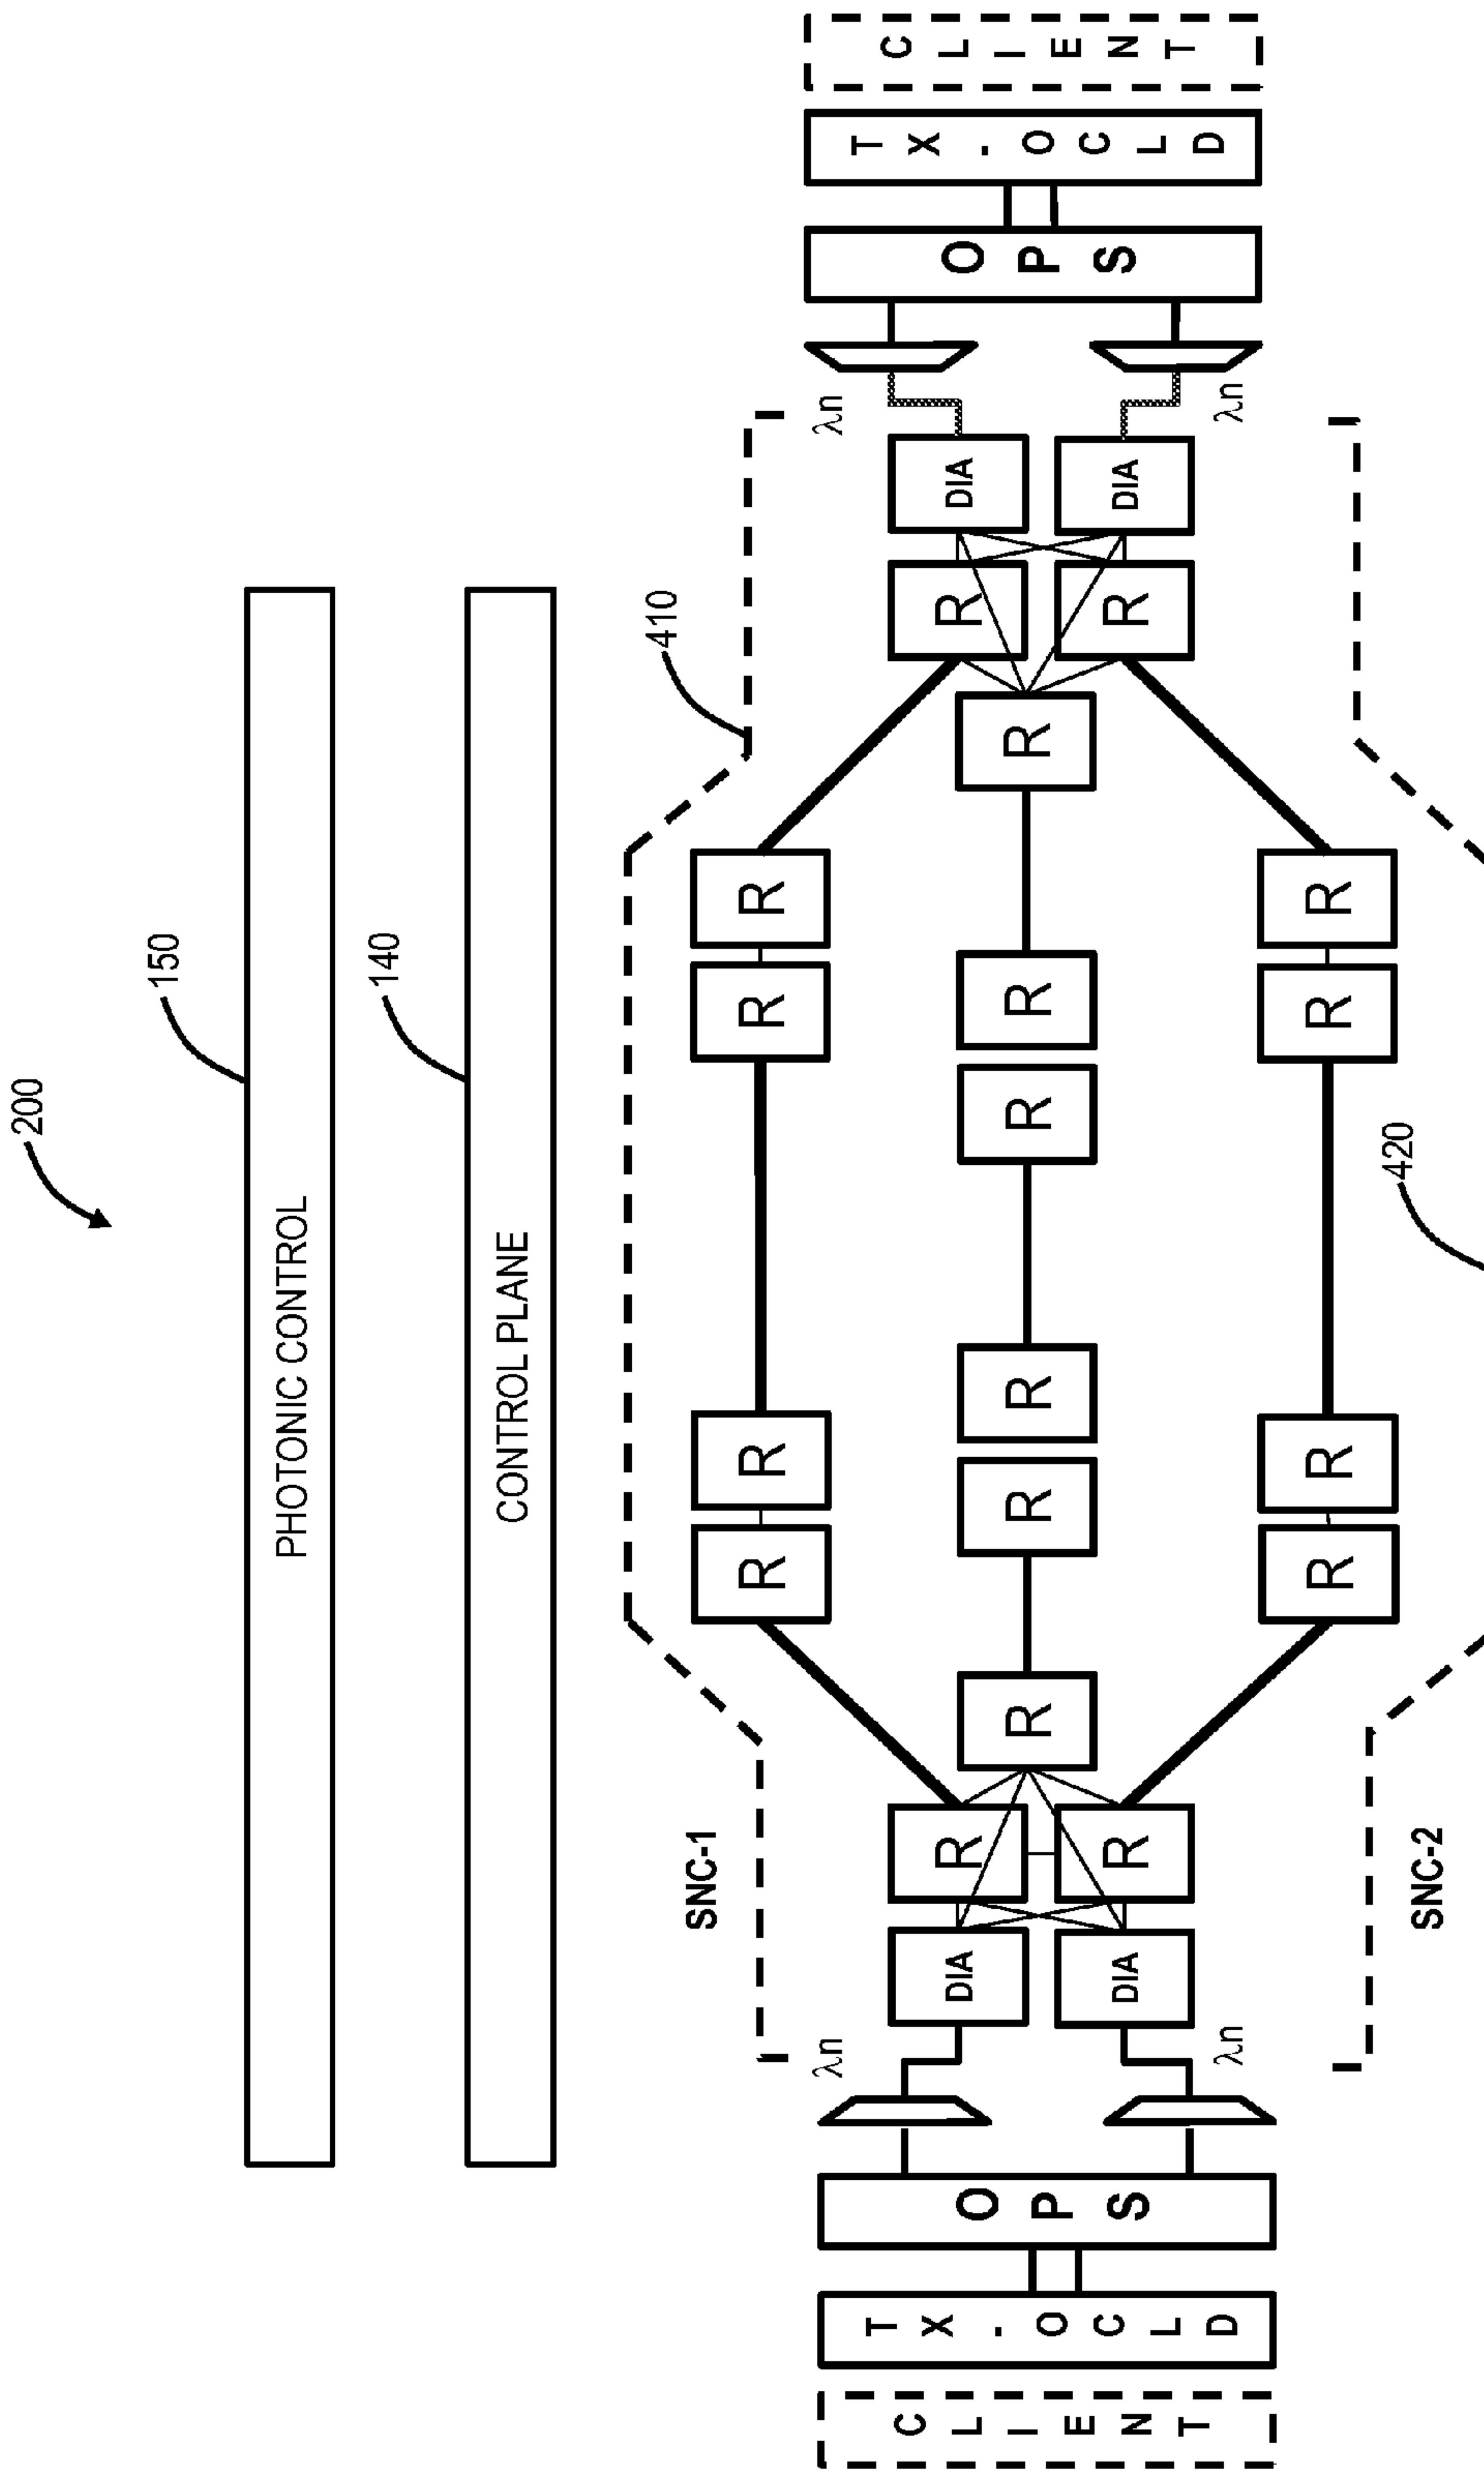 200
150
PHOTONIC CONTROL
140
CONTROL PLANE
410
SNC-1
R
R
R
R
CLIENT
TX-OCLD
OPS
λn
DIA
R
R
R
R
R
R
R
R
DIA
λn
OPS
TX-OCLD
CLIENT
λn
DIA
R
R
DIA
λn
R
R
R
R
SNC-2
420